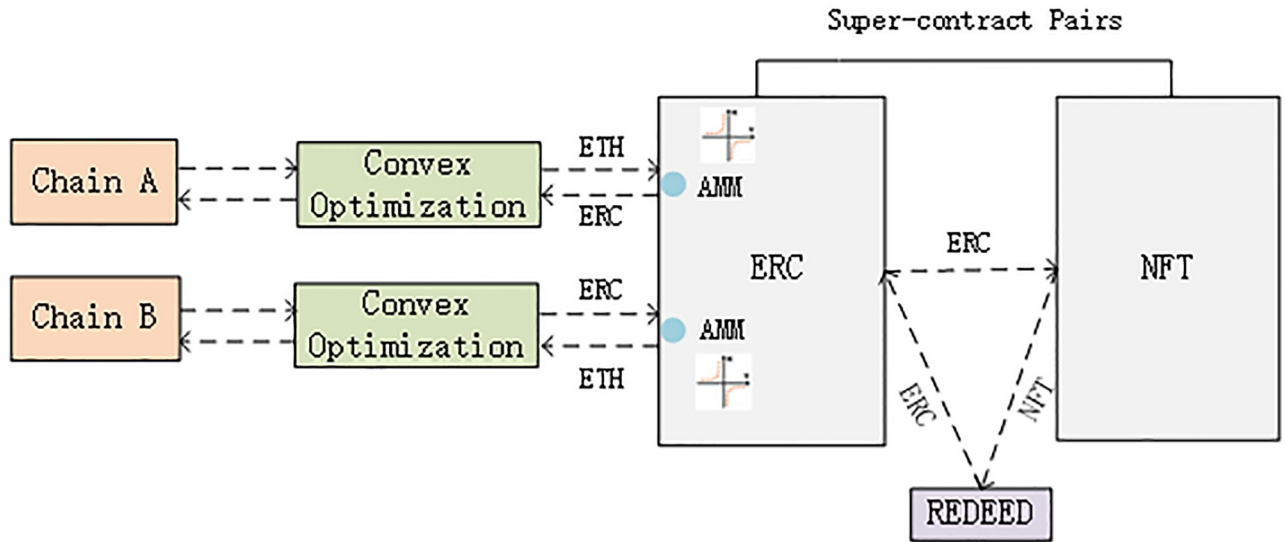 Super-contract Pairs
Chain A
Convex
Optimization
ETH
ERC
AMM
Chain B
Convex
Optimization
ERC
ETH
AMM
ERC
ERC
NFT
ERC
NFT
REDEED